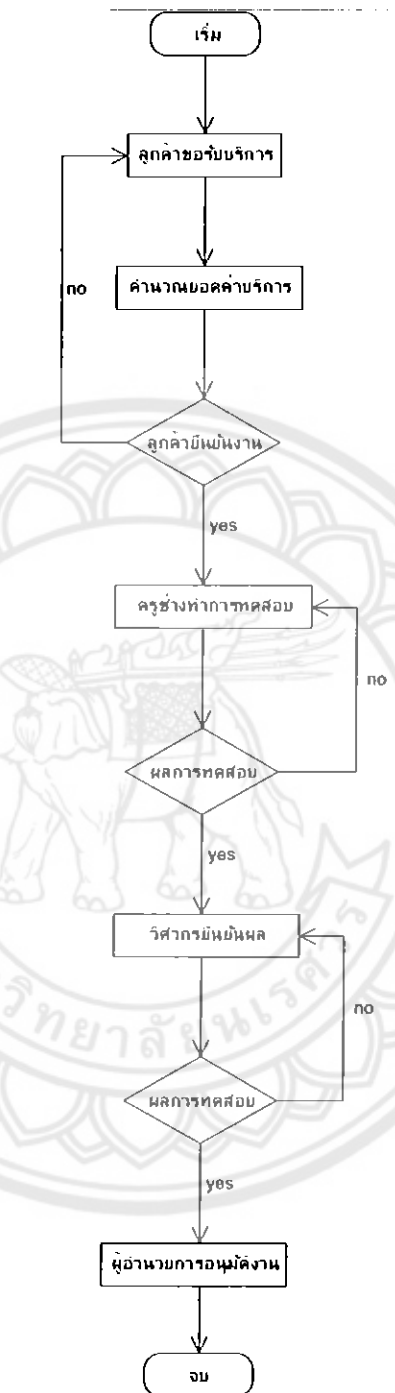 เริ่ม
ลูกค้าขอรับบริการ
no
คำนวณยอดค่าบริการ
ลูกค้ายืนยันงาน
yes
ครูช่างทำการทดสอบ
no
ผลการทดสอบ
yes
วิศวกรยืนยันผล
no
ผลการทดสอบ
yes
ผู้อำนวยการอนุมัติงาน
จบ